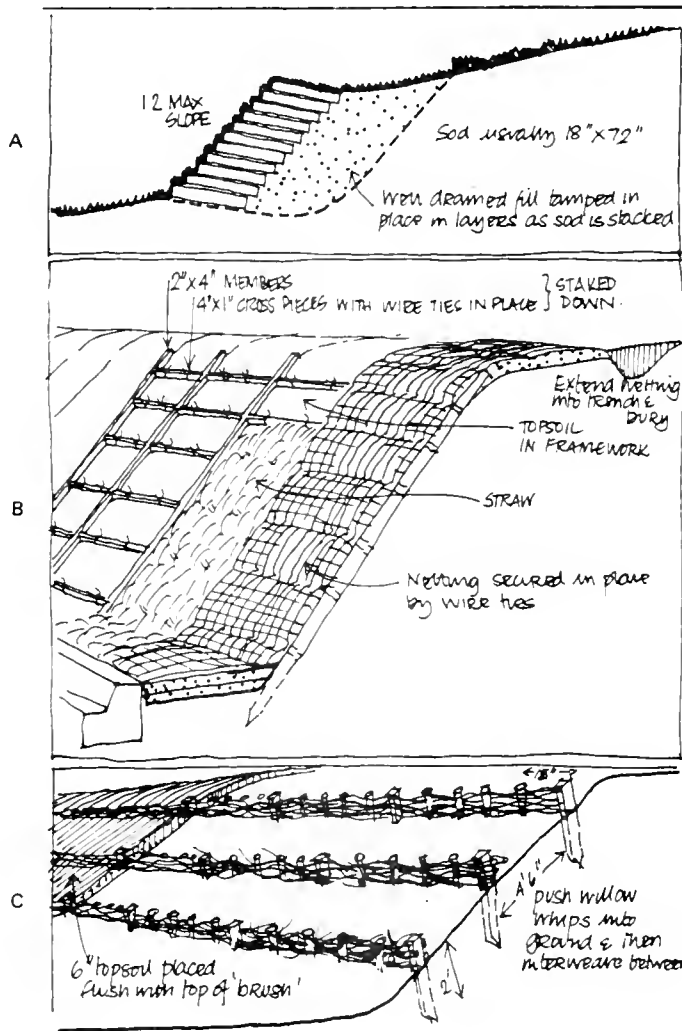 A
1 2 MAX
SLOPE
Sod usually 18" X 72"
Well drained fill tamped in
place in layers as sod is stacked
B
2" X 4" MEMBERS
4" X 1" CROSS PIECES WITH WIRE TIES IN PLACE } STAKED
DOWN.
Extend netting
into trench &
bury
TOPSOIL
IN FRAMEWORK
STRAW
Netting secured in place
by wire ties
C
18"
6"
push willow
whips into
ground & then
interweave between
2'
6" topsoil placed
flush with top of 'brush'